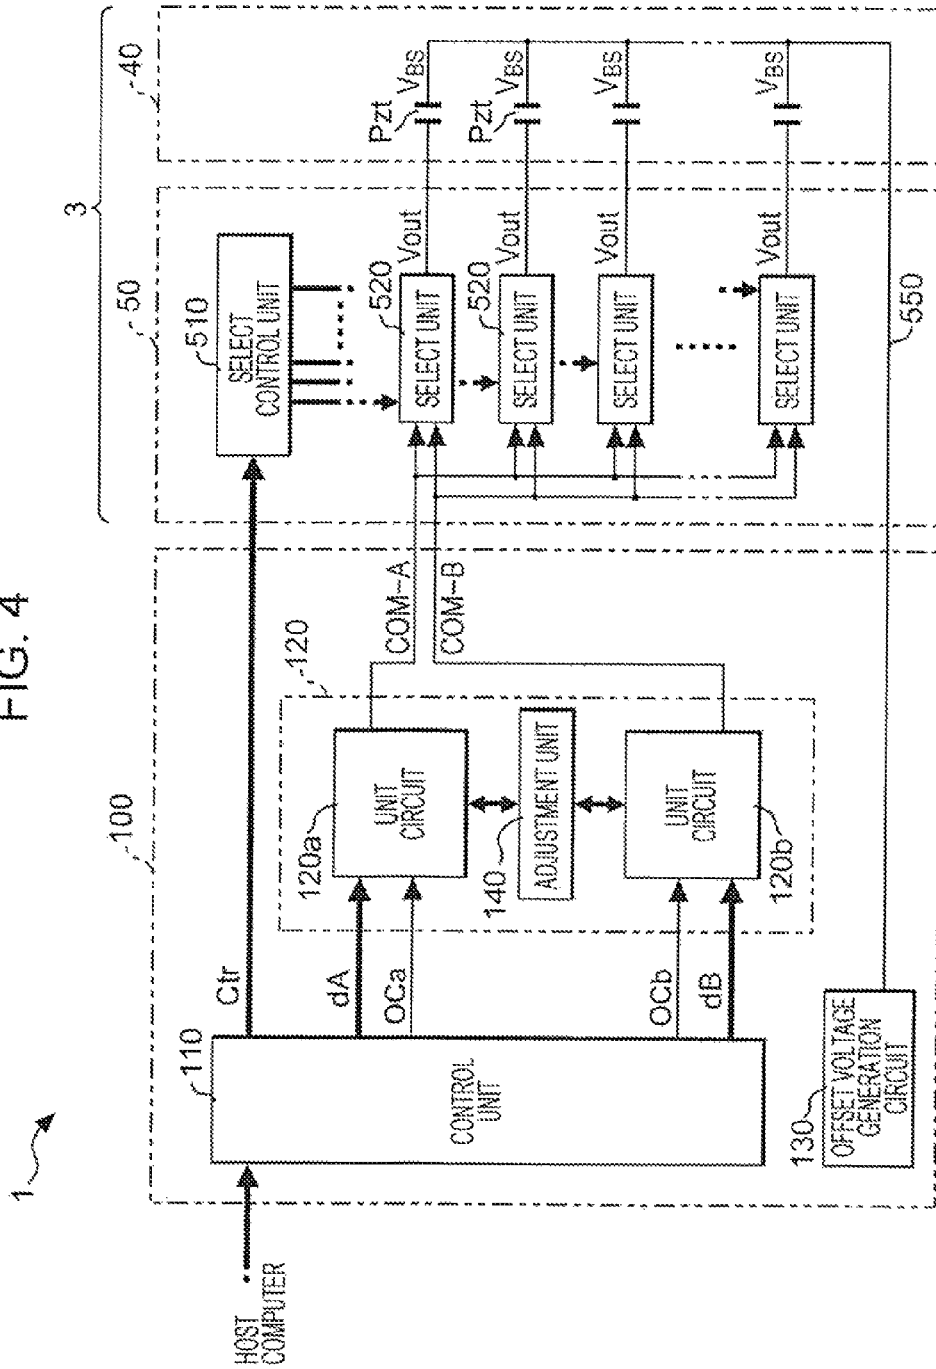 FIG. 4
1
3
100
50
40
HOST
COMPUTER
110
CONTROL
UNIT
Ctr
dA
OCa
OCb
dB
120
120a
UNIT
CIRCUIT
140
ADJUSTMENT UNIT
UNIT
CIRCUIT
120b
130
OFFSET VOLTAGE
GENERATION
CIRCUIT
COM-A
COM-B
510
SELECT
CONTROL UNIT
520
SELECT UNIT
Vout
Pzt
VBS
520
SELECT UNIT
Vout
Pzt
VBS
SELECT UNIT
Vout
VBS
SELECT UNIT
Vout
VBS
550